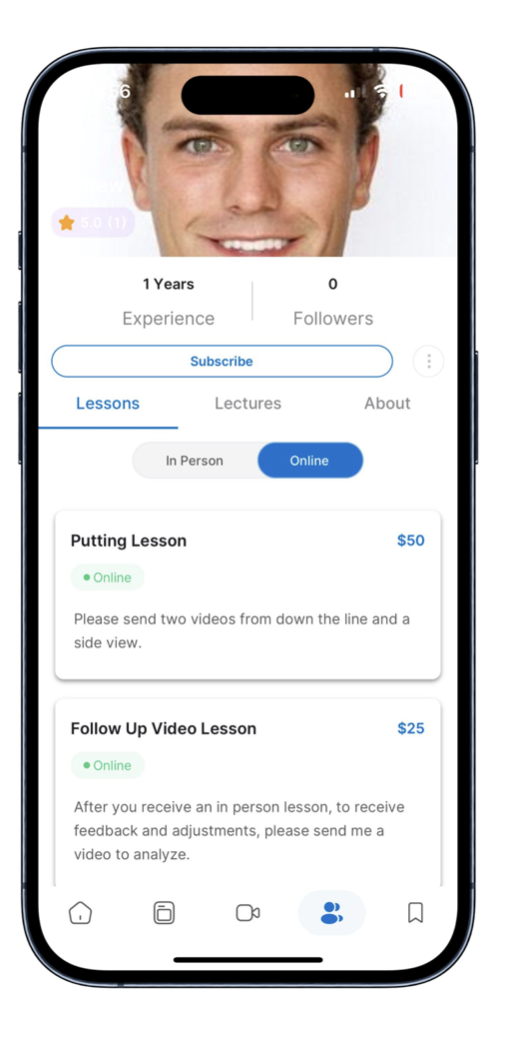 6
5.0 (1)
1 Years
0
Experience
Followers
Subscribe
Lessons
Lectures
About
In Person
Online
Putting Lesson
$50
Online
Please send two videos from down the line and a
side view.
Follow Up Video Lesson
$25
Online
After you receive an in person lesson, to receive
feedback and adjustments, please send me a
video to analyze.